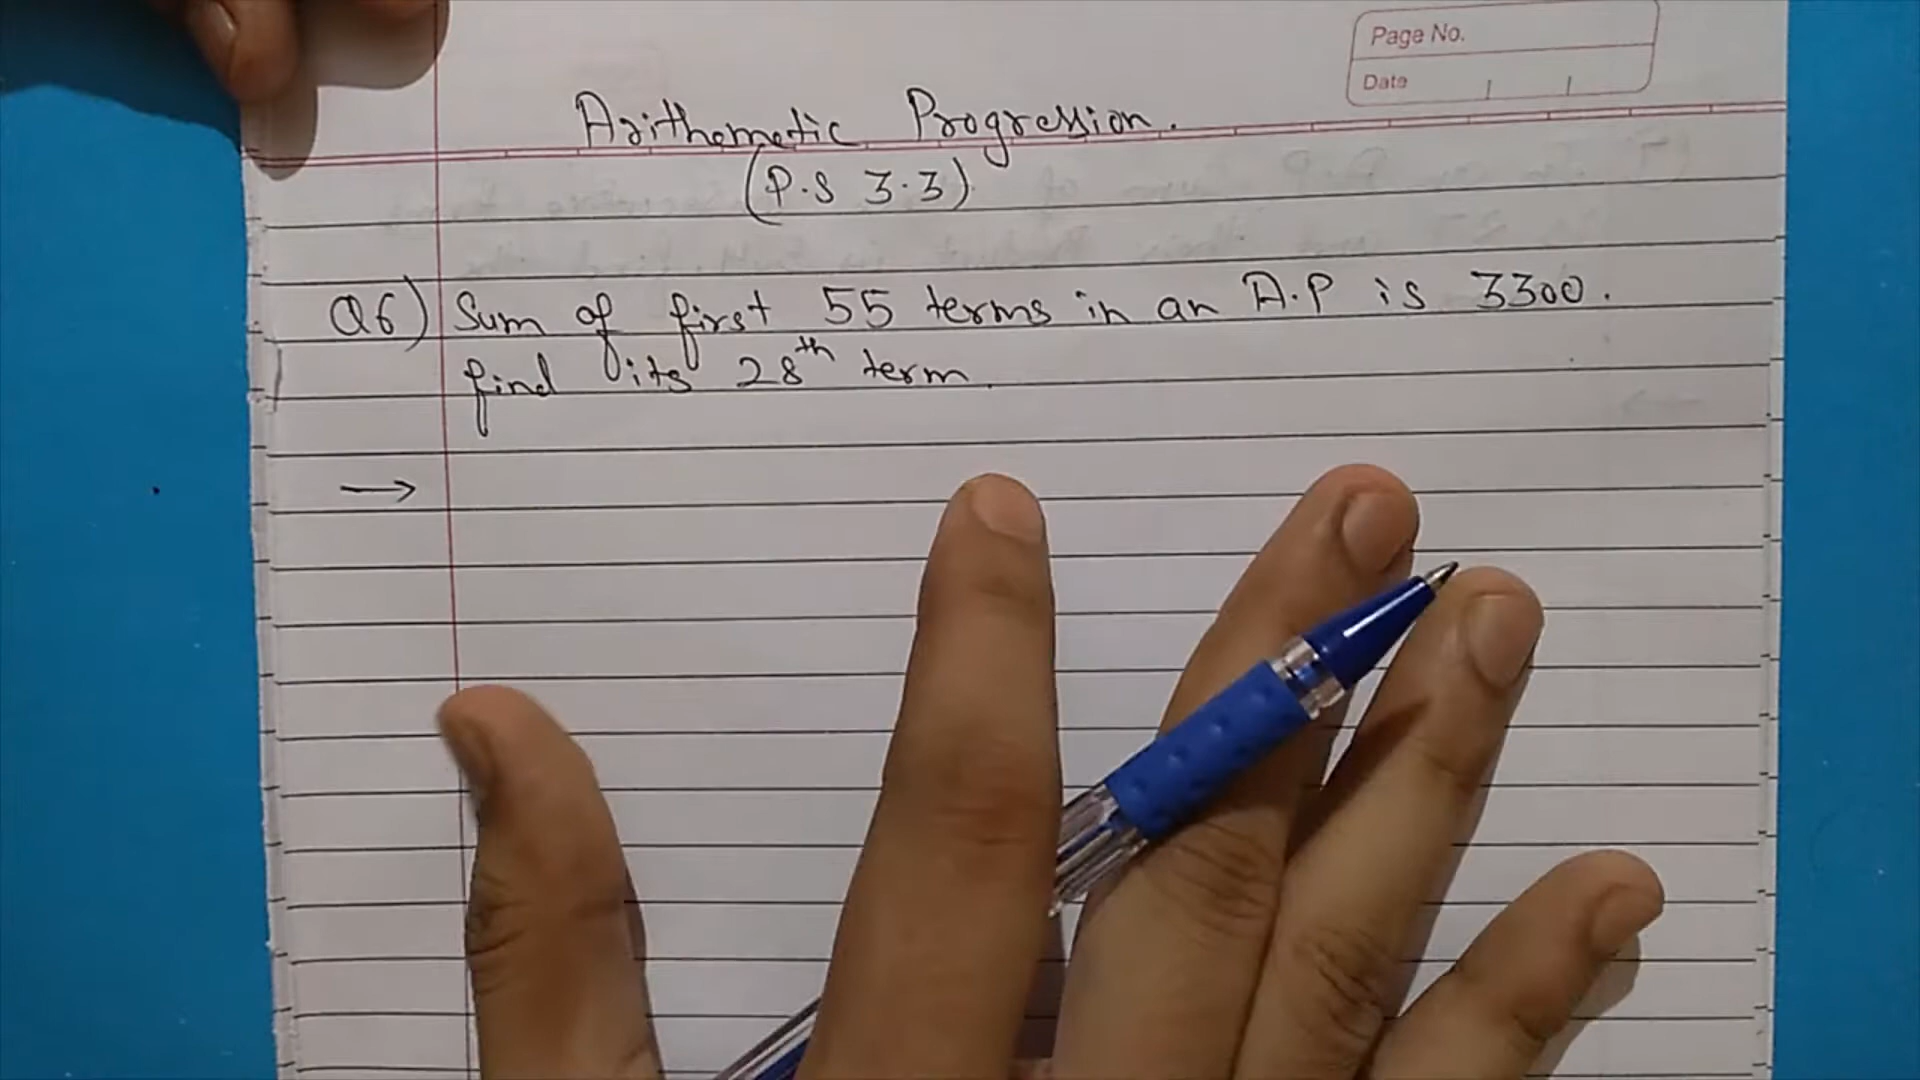 Page No.
Date
Arithemetic Progression.
(P.S 3.3)
Q6) Sum of first 55 terms in an A.P is 3300.
find its 28th term.
→